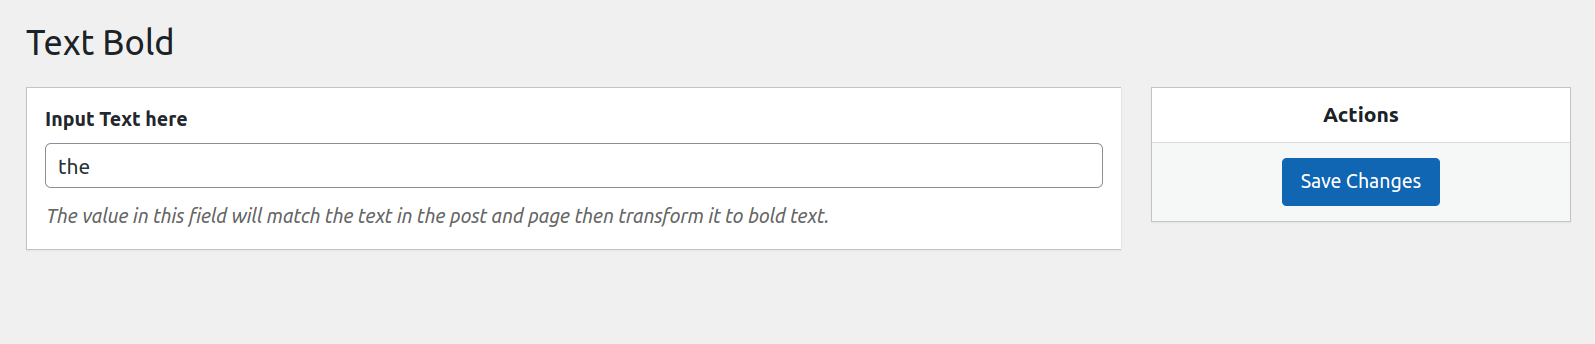 Text Bold
Input Text here
the
The value in this field will match the text in the post and page then transform it to bold text.
Actions
Save Changes